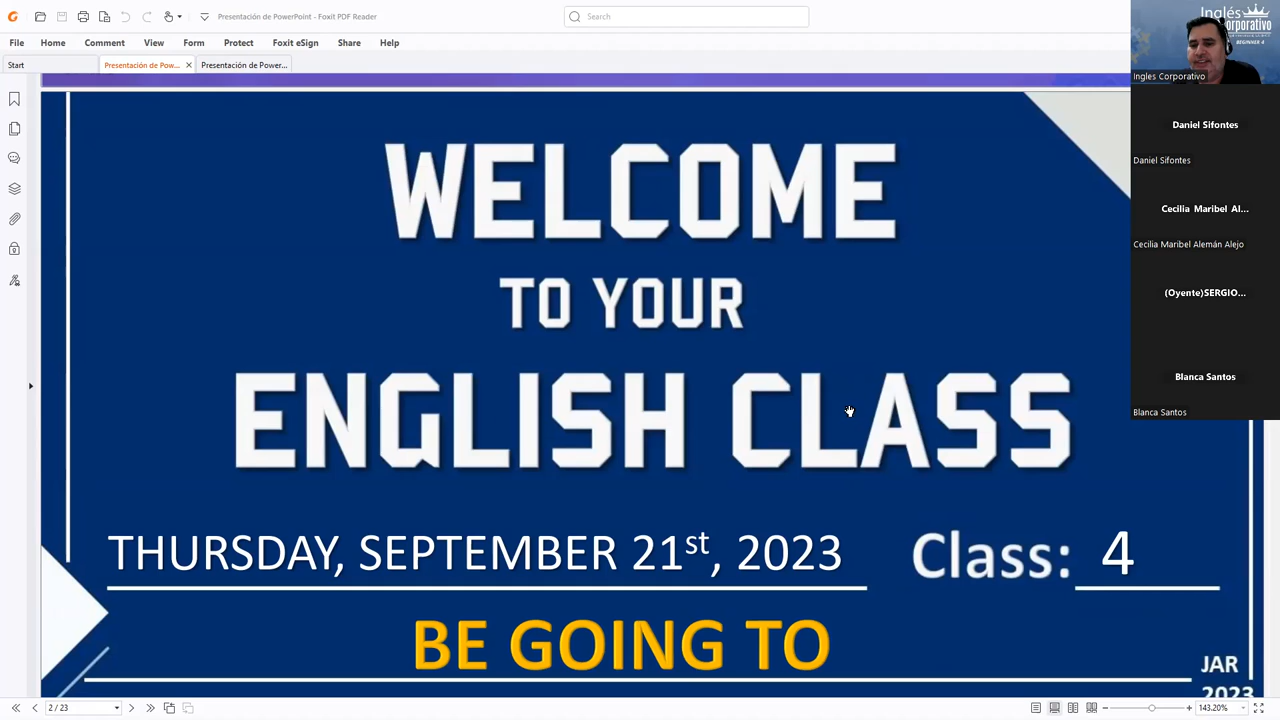 Presentación de PowerPoint - Foxit PDF Reader
Search
File Home Comment View Form Protect Foxit eSign Share Help
Start
Presentación de Pow...
Presentación de Power...
Inglés
Corporativo
BEGINNER 4
Ingles Corporativo
Daniel Sifontes
Daniel Sifontes
Cecilia Maribel Al...
Cecilia Maribel Alemán Alejo
(Oyente)SERGIO...
Blanca Santos
Blanca Santos
WELCOME
TO YOUR
ENGLISH CLASS
THURSDAY, SEPTEMBER 21st, 2023 Class: 4
BE GOING TO
JAR
2023
2 / 23
143.20%